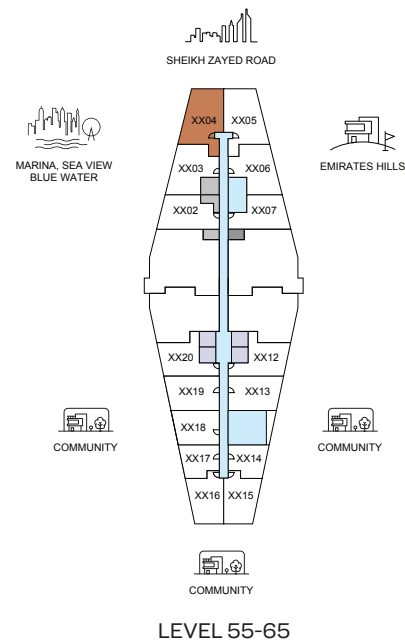 SHEIKH ZAYED ROAD
XX04
XX05
MARINA, SEA VIEW
BLUE WATER
EMIRATES HILLS
XX03
XX06
XX02
XX07
XX20
XX12
XX19
XX13
XX18
COMMUNITY
COMMUNITY
XX17
XX14
XX16
XX15
COMMUNITY
LEVEL 55-65